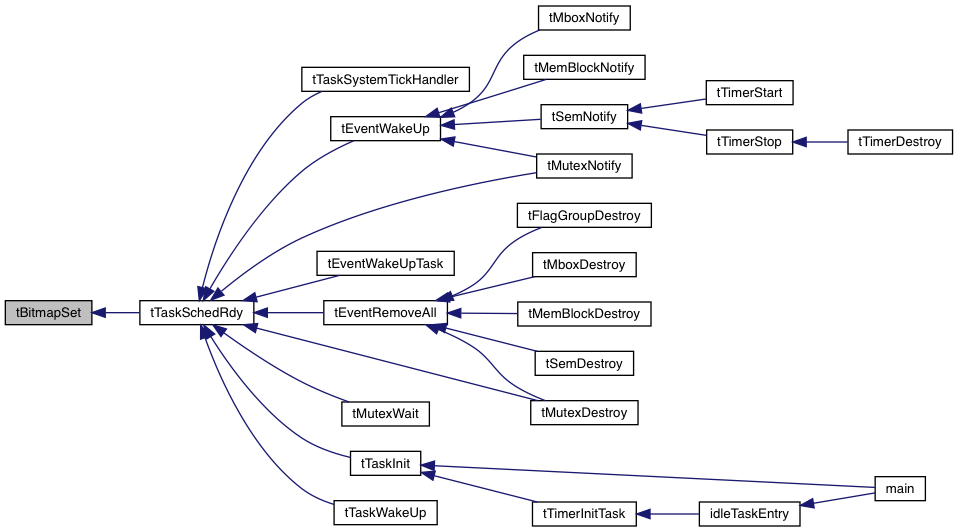 tMboxNotify
tMemBlockNotify
tTaskSystemTickHandler
tTimerStart
tSemNotify
tEventWakeUp
tTimerStop
tTimerDestroy
tMutexNotify
tFlagGroupDestroy
tEventWakeUpTask
tMboxDestroy
tBitmapSet
tTaskSchedRdy
tEventRemoveAll
tMemBlockDestroy
tSemDestroy
tMutexWait
tMutexDestroy
tTaskInit
main
tTaskWakeUp
tTimerInitTask
idleTaskEntry